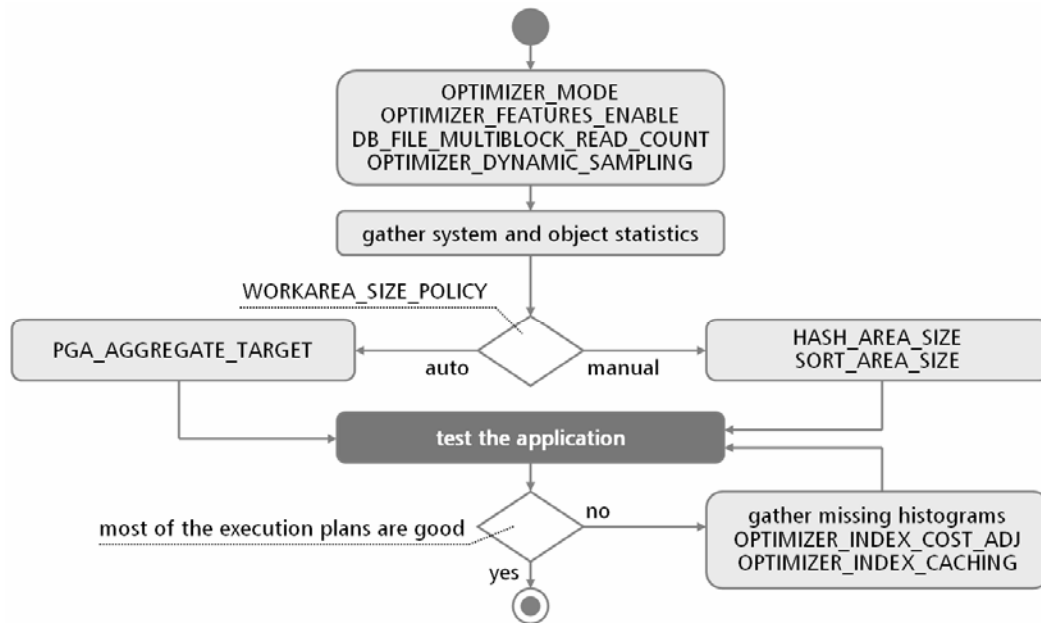 OPTIMIZER_MODE
OPTIMIZER_FEATURES_ENABLE
DB_FILE_MULTIBLOCK_READ_COUNT
OPTIMIZER_DYNAMIC_SAMPLING
gather system and object statistics
WORKAREA_SIZE_POLICY
PGA_AGGREGATE_TARGET
auto
manual
HASH_AREA_SIZE
SORT_AREA_SIZE
test the application
most of the execution plans are good
no
gather missing histograms
OPTIMIZER_INDEX_COST_ADJ
OPTIMIZER_INDEX_CACHING
yes